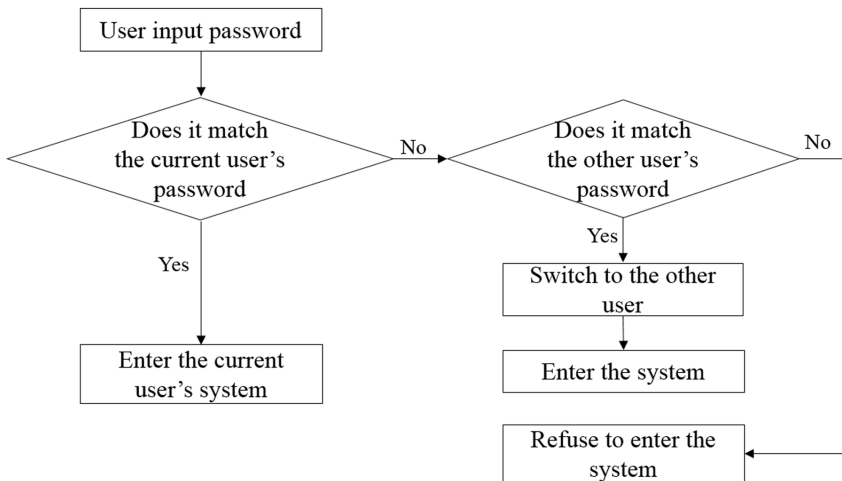 User input password
Does it match
the current user's
password
No
Does it match
the other user's
password
No
Yes
Yes
Switch to the other
user
Enter the current
user's system
Enter the system
Refuse to enter the
system